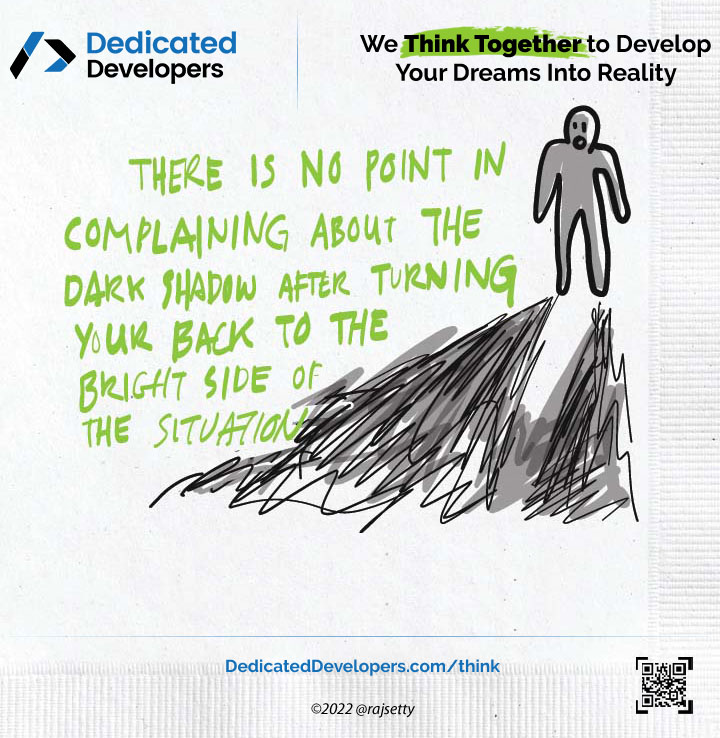 Dedicated
Developers
We Think Together to Develop
Your Dreams Into Reality
THERE IS NO POINT IN
COMPLAINING ABOUT THE
DARK SHADOW AFTER TURNING
YOUR BACK TO THE
BRIGHT SIDE OF
THE SITUATION
DedicatedDevelopers.com/think
©2022 @rajsetty